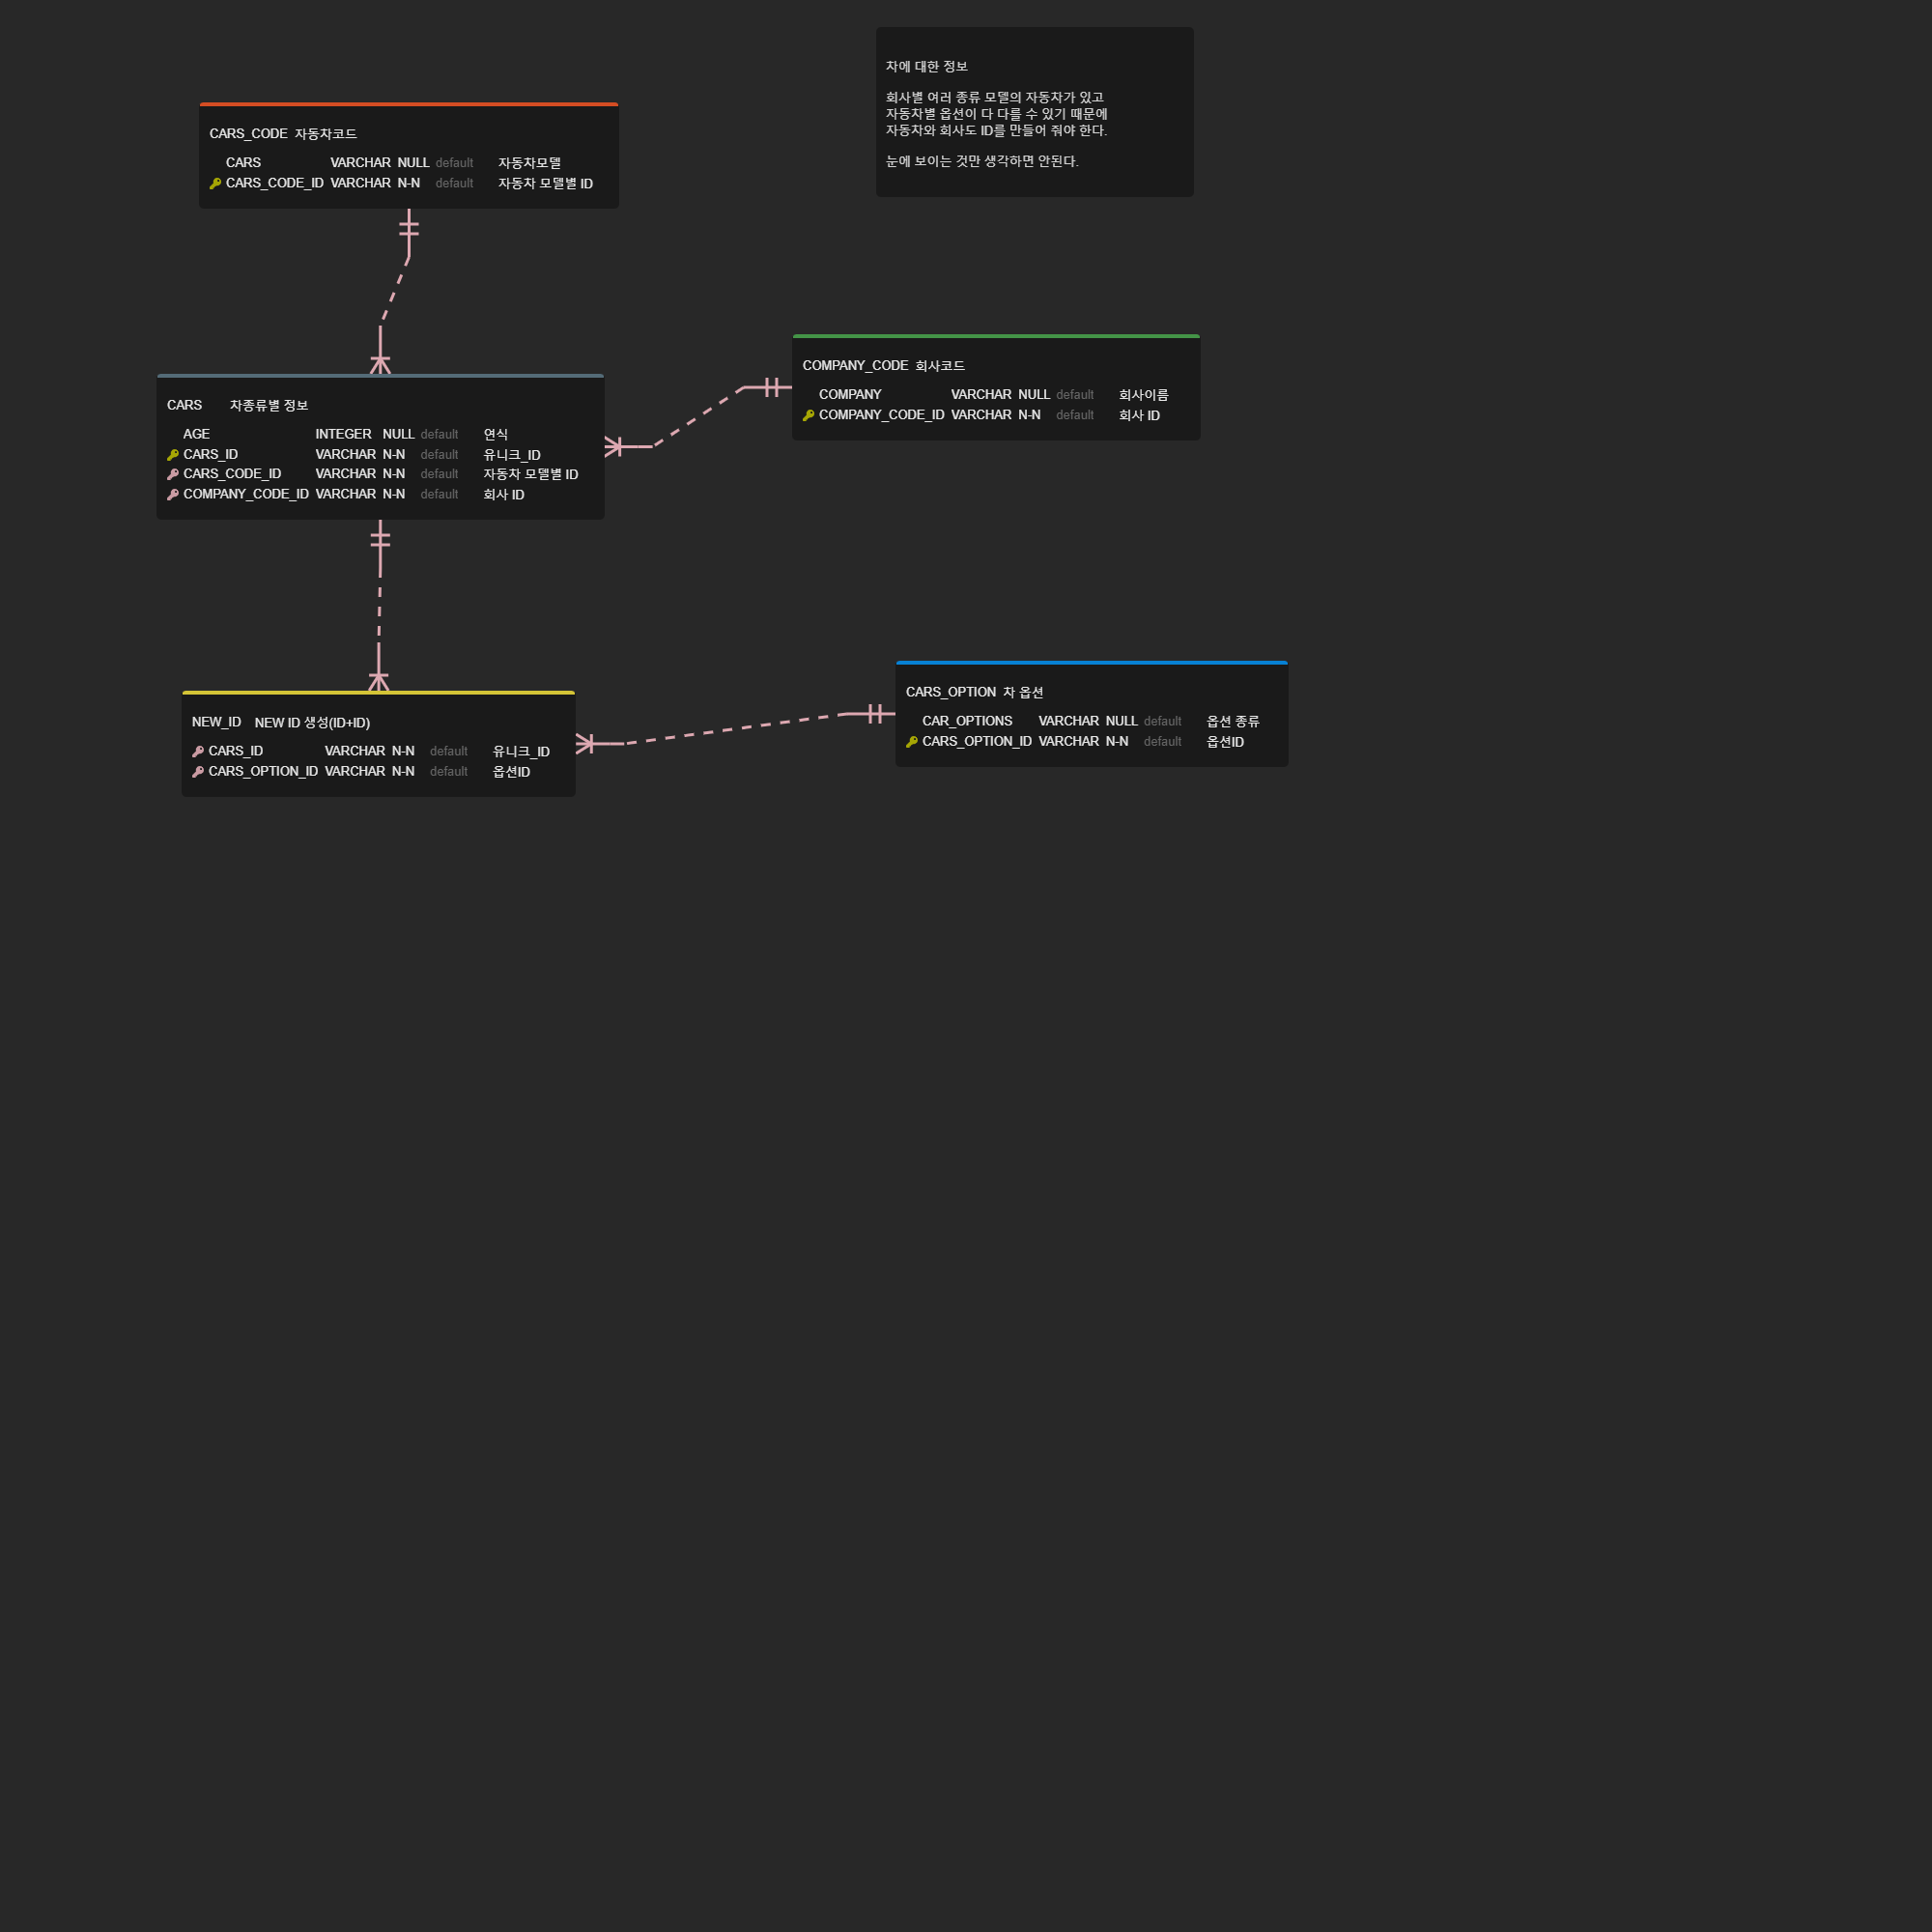 차에 대한 정보
회사별 여러 종류 모델의 자동차가 있고
자동차별 옵션이 다 다를 수 있기 때문에
자동차와 회사도 ID를 만들어 줘야 한다.
눈에 보이는 것만 생각하면 안된다.
CARS_CODE 자동차코드
CARS VARCHAR NULL default 자동차모델
CARS_CODE_ID VARCHAR N-N default 자동차 모델별 ID
COMPANY_CODE 회사코드
COMPANY VARCHAR NULL default 회사이름
COMPANY_CODE_ID VARCHAR N-N default 회사 ID
CARS 차종류별 정보
AGE INTEGER NULL default 연식
CARS_ID VARCHAR N-N default 유니크_ID
CARS_CODE_ID VARCHAR N-N default 자동차 모델별 ID
COMPANY_CODE_ID VARCHAR N-N default 회사 ID
CARS_OPTION 차 옵션
CAR_OPTIONS VARCHAR NULL default 옵션 종류
CARS_OPTION_ID VARCHAR N-N default 옵션ID
NEW_ID NEW ID 생성(ID+ID)
CARS_ID VARCHAR N-N default 유니크_ID
CARS_OPTION_ID VARCHAR N-N default 옵션ID